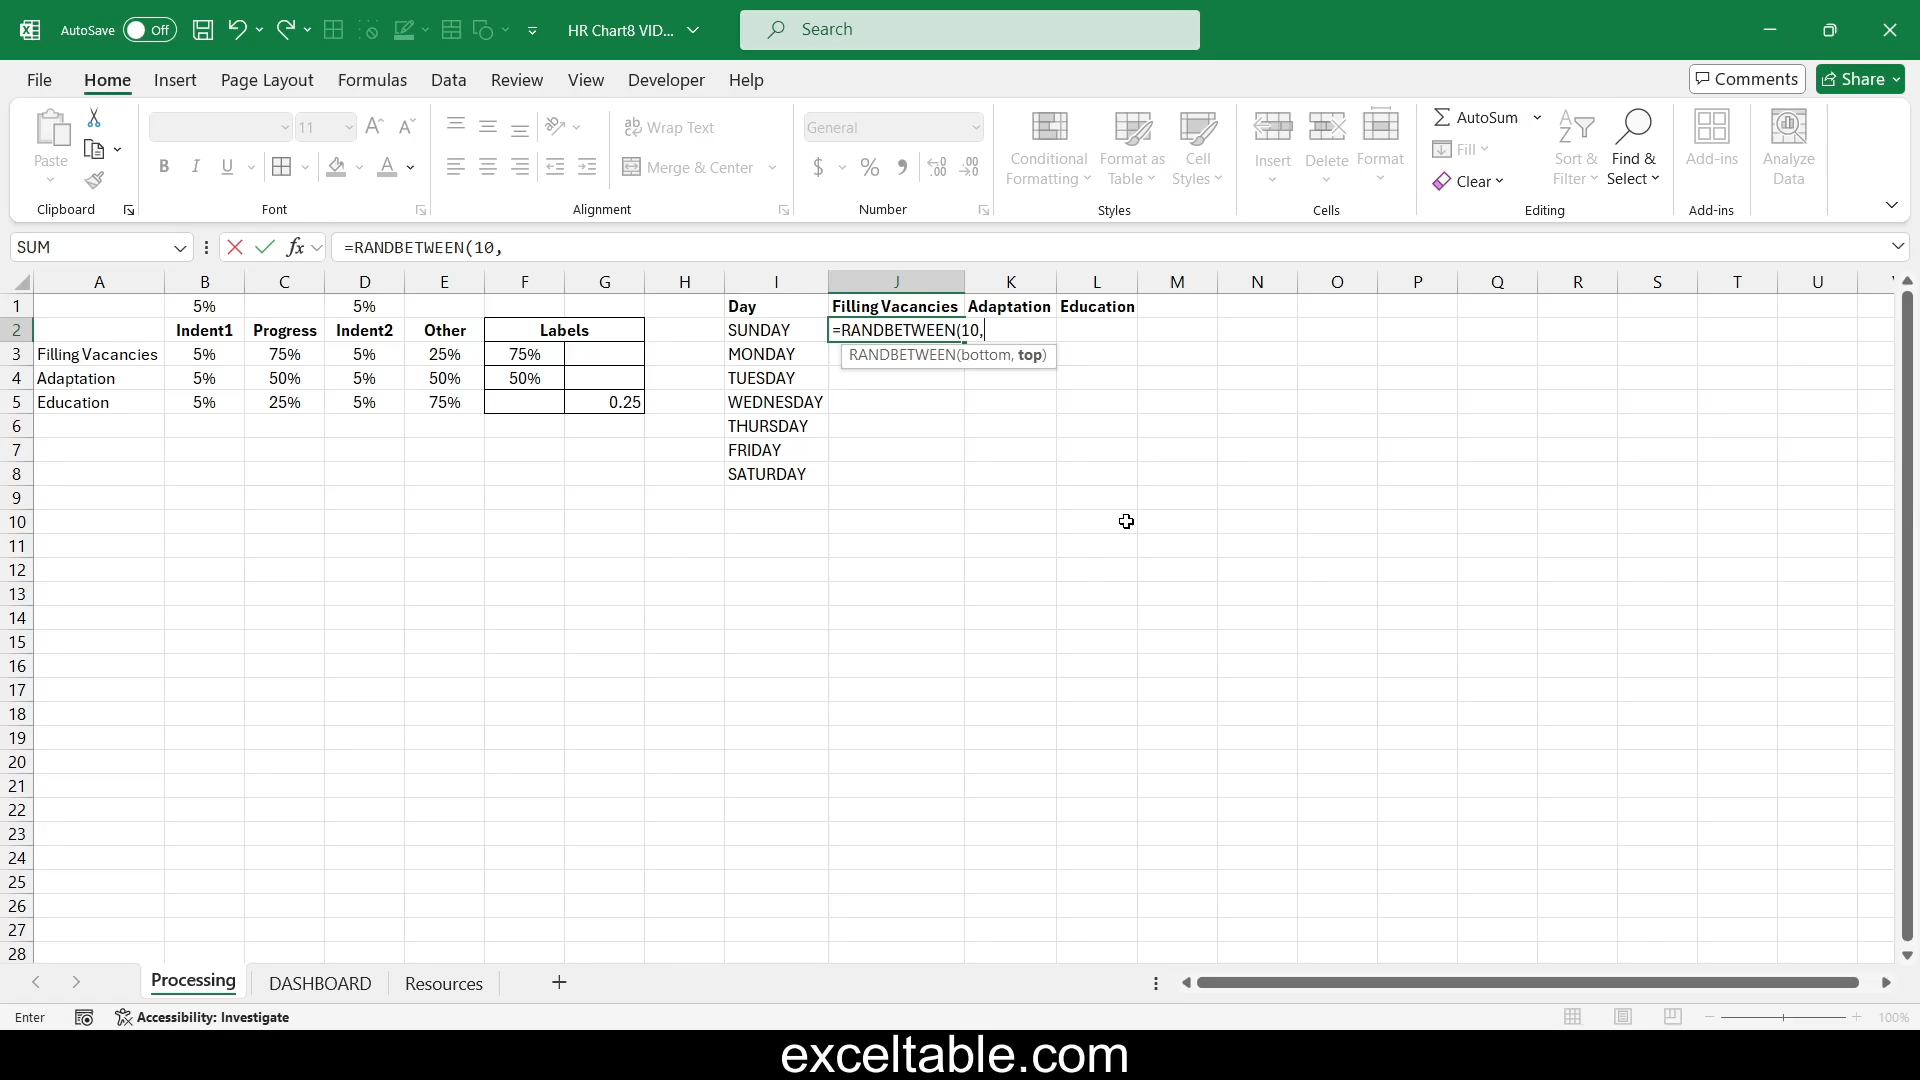 AutoSave Off HR Chart8 VID... Search
File Home Insert Page Layout Formulas Data Review View Developer Help Comments Share
Paste
Clipboard
11
B I U
Font
ab Wrap Text
Merge & Center
Alignment
General
$ % 9 .00
Number
Conditional Formatting
Format as Table
Cell Styles
Styles
Insert Delete Format
Cells
AutoSum
Fill
Clear
Sort & Filter
Find & Select
Editing
Add-ins
Add-ins
Analyze Data
SUM fx =RANDBETWEEN(10,
A B C D E F G H I J K L M N O P Q R S T U
1 5% 5% Day Filling Vacancies Adaptation Education
2 Indent1 Progress Indent2 Other Labels SUNDAY =RANDBETWEEN(10,
RANDBETWEEN(bottom, top)
3 Filling Vacancies 5% 75% 5% 25% 75% MONDAY
4 Adaptation 5% 50% 5% 50% 50% TUESDAY
5 Education 5% 25% 5% 75% 0.25 WEDNESDAY
6 THURSDAY
7 FRIDAY
8 SATURDAY
9
10
11
12
13
14
15
16
17
18
19
20
21
22
23
24
25
26
27
28
Processing DASHBOARD Resources
Enter Accessibility: Investigate 100%
exceltable.com